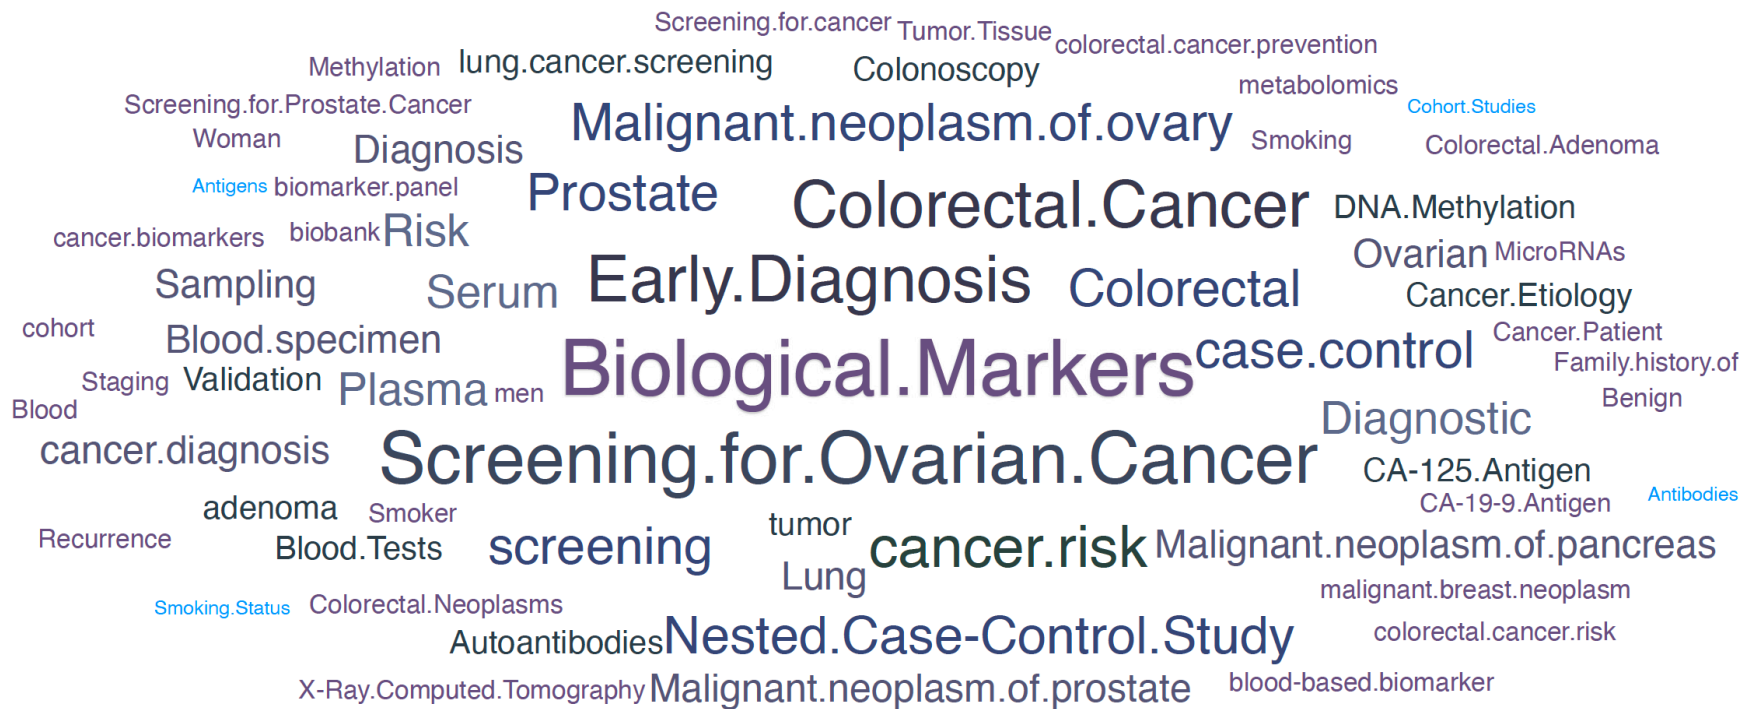 Screening.for.cancer Tumor.Tissue colorectal.cancer.prevention
Methylation lung.cancer.screening Colonoscopy metabolomics
Screening.for.Prostate.Cancer Malignant.neoplasm.of.ovary Cohort.Studies
Woman Diagnosis Smoking Colorectal.Adenoma
Antigens biomarker.panel Prostate Colorectal.Cancer DNA.Methylation
cancer.biomarkers biobank Risk Ovarian MicroRNAs
Sampling Serum Early.Diagnosis Colorectal Cancer.Etiology
cohort Blood.specimen case.control Cancer.Patient
Family.history.of
Staging Validation Plasma men Biological.Markers Benign
Blood Diagnostic
cancer.diagnosis Screening.for.Ovarian.Cancer CA-125.Antigen
adenoma Smoker CA-19-9.Antigen Antibodies
Recurrence Blood.Tests screening tumor cancer.risk Malignant.neoplasm.of.pancreas
Lung malignant.breast.neoplasm
Smoking.Status Colorectal.Neoplasms
Autoantibodies Nested.Case-Control.Study colorectal.cancer.risk
X-Ray.Computed.Tomography Malignant.neoplasm.of.prostate blood-based.biomarker